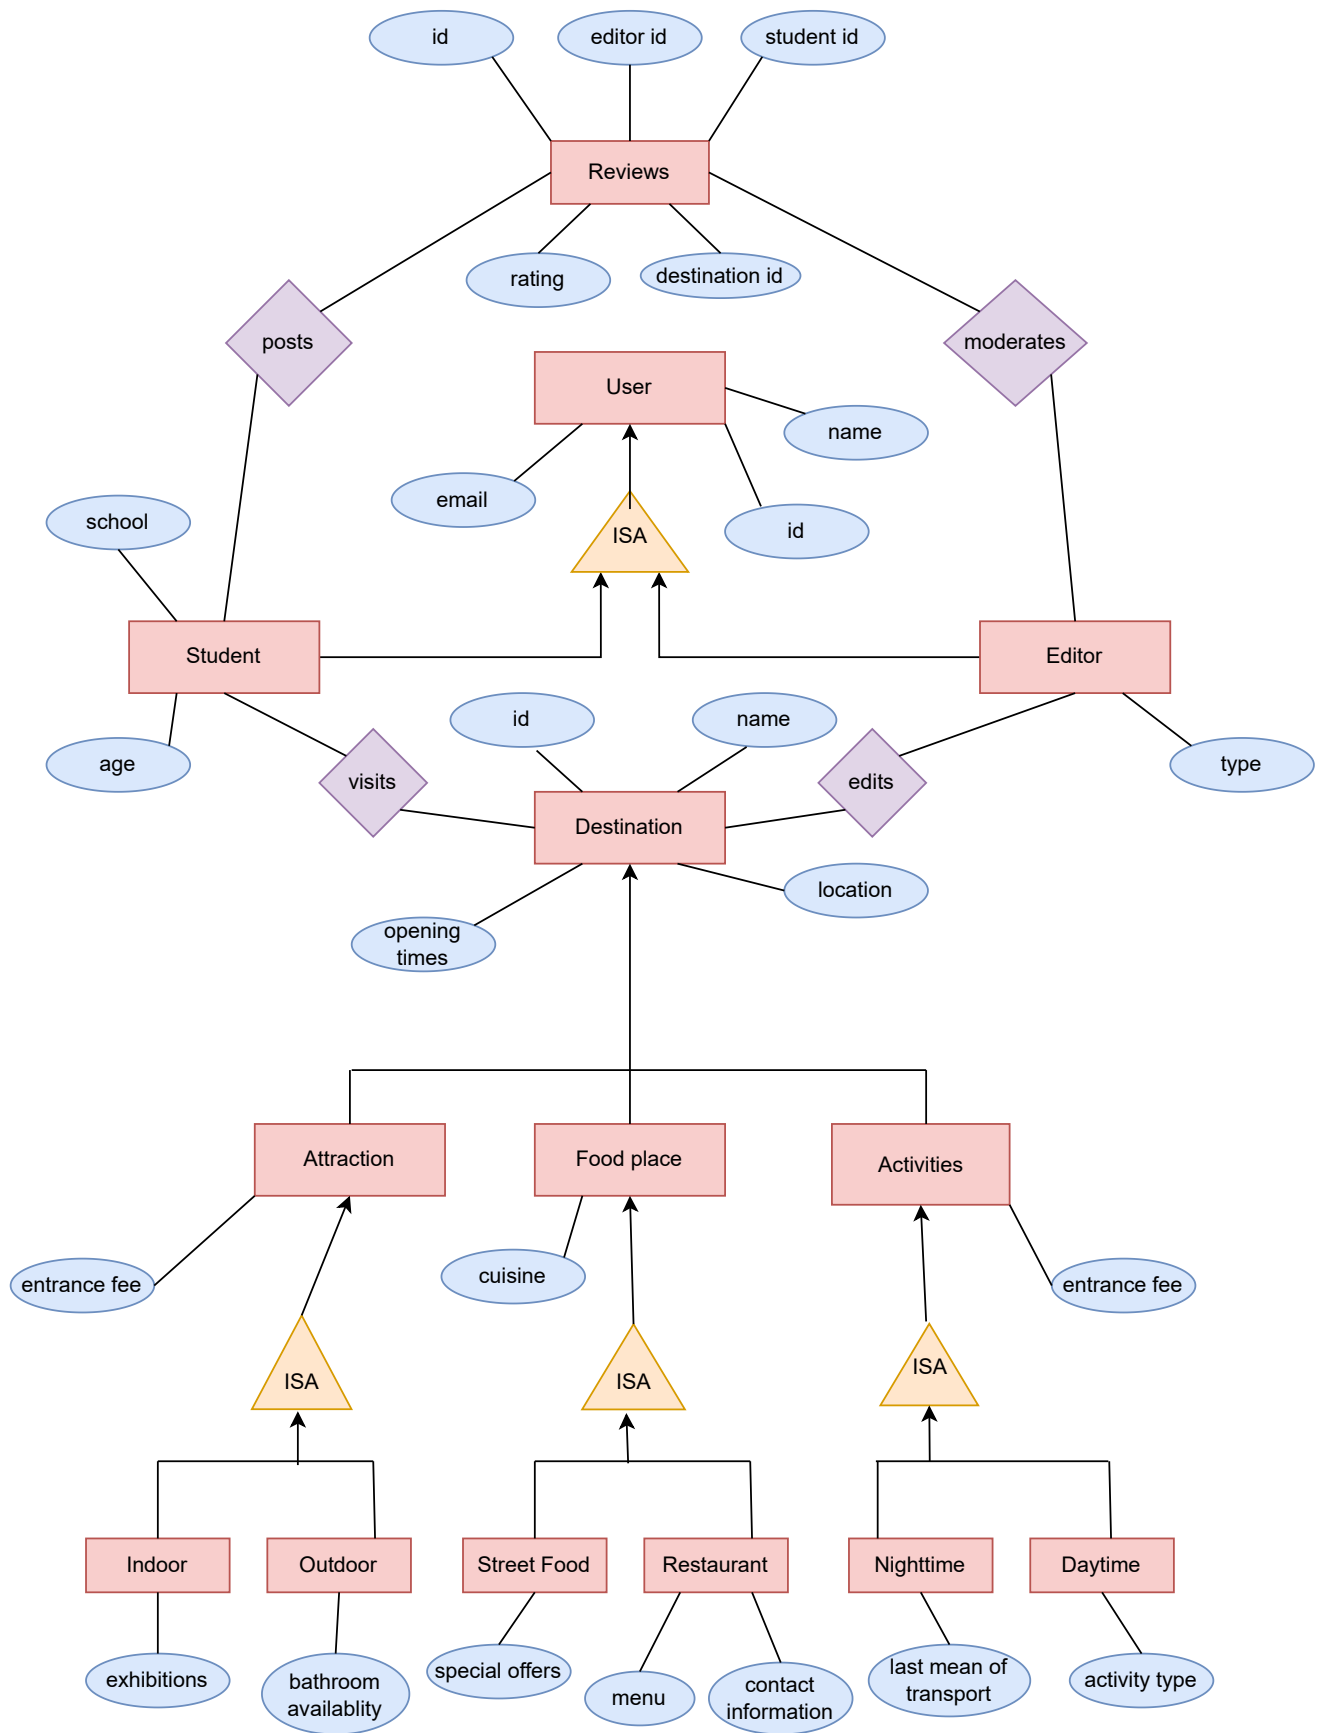 id
editor id
student id
Reviews
rating
destination id
posts
moderates
User
name
email
id
ISA
school
Student
Editor
age
id
name
visits
edits
type
Destination
location
opening
times
Attraction
Food place
Activities
entrance fee
cuisine
entrance fee
ISA
ISA
ISA
Indoor
Outdoor
Street Food
Restaurant
Nighttime
Daytime
exhibitions
bathroom
availablity
special offers
menu
contact
information
last mean of
transport
activity type